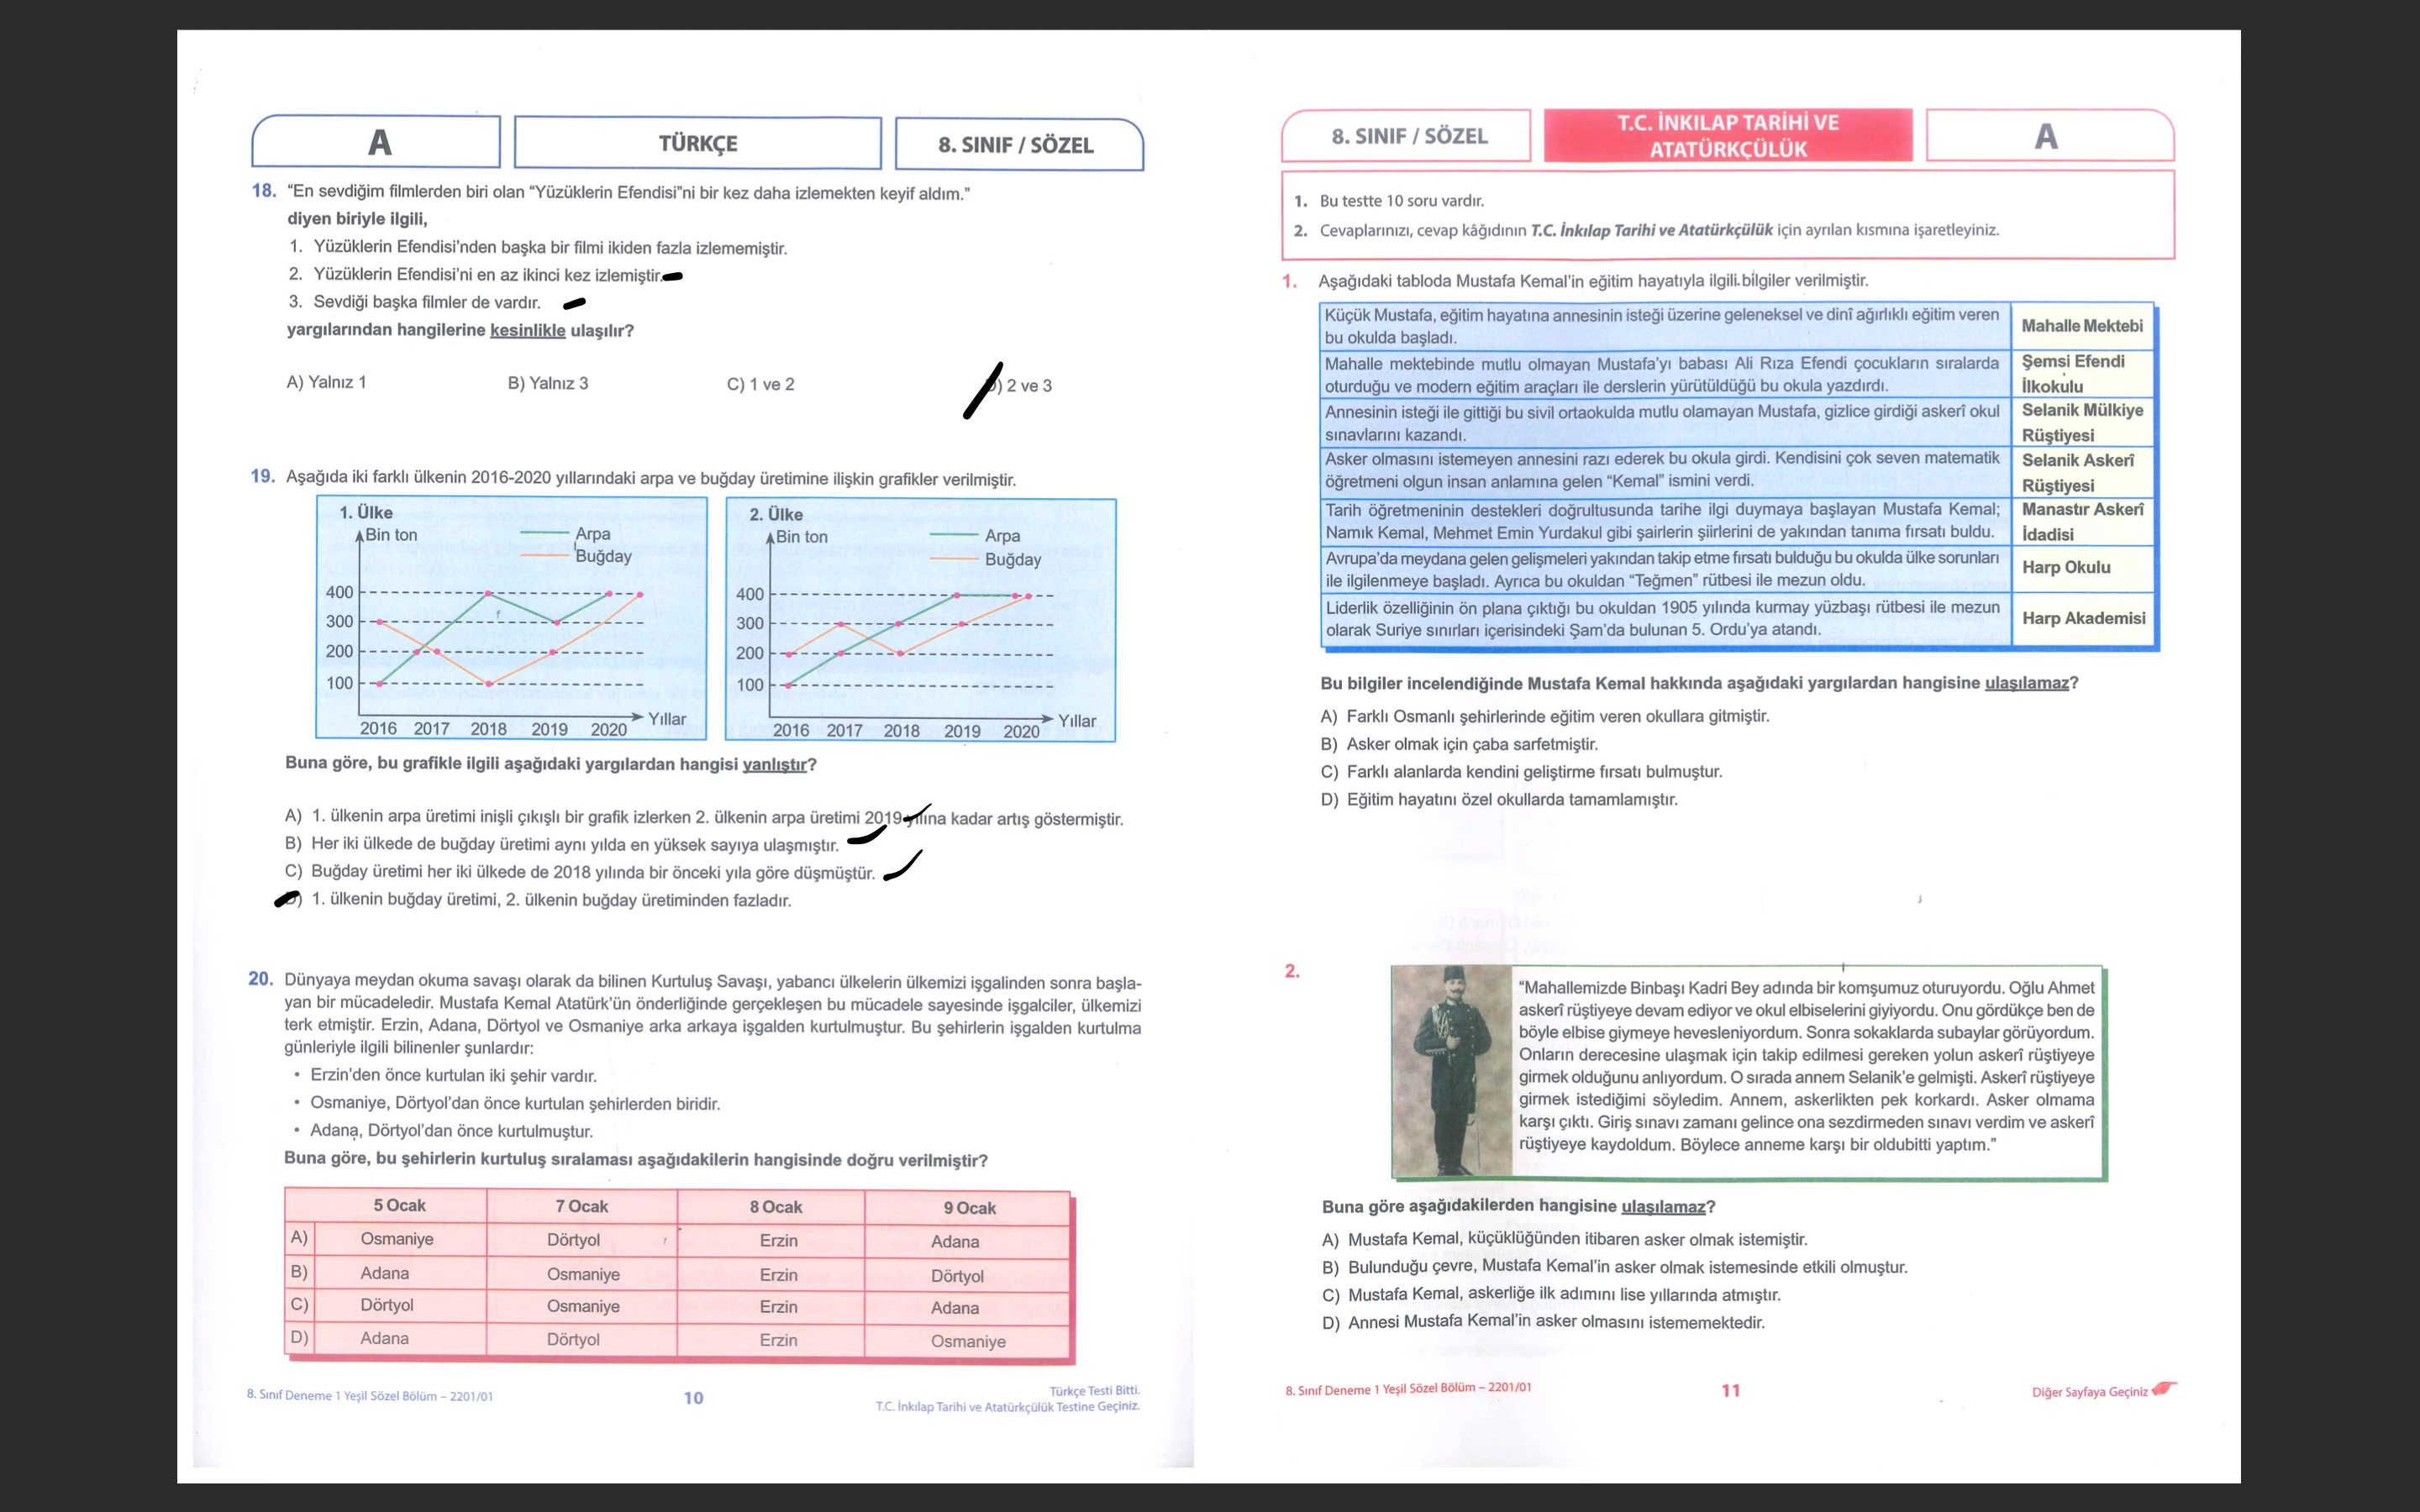 A
TÜRKÇE
8. SINIF / SÖZEL
18. “En sevdiğim filmlerden biri olan “Yüzüklerin Efendisi”ni bir kez daha izlemekten keyif aldım.”
diyen biriyle ilgili,
1. Yüzüklerin Efendisi’nden başka bir filmi ikiden fazla izlememiştir.
2. Yüzüklerin Efendisi’ni en az ikinci kez izlemiştir.
3. Sevdiği başka filmler de vardır.
yargılarından hangilerine kesinlikle ulaşılır?
A) Yalnız 1 B) Yalnız 3 C) 1 ve 2 D) 2 ve 3
19. Aşağıda iki farklı ülkenin 2016-2020 yıllarındaki arpa ve buğday üretimine ilişkin grafikler verilmiştir.
1. Ülke
Bin ton
Arpa
Buğday
400
300
200
100
2016 2017 2018 2019 2020 Yıllar
2. Ülke
Bin ton
Arpa
Buğday
400
300
200
100
2016 2017 2018 2019 2020 Yıllar
Buna göre, bu grafikle ilgili aşağıdaki yargılardan hangisi yanlıştır?
A) 1. ülkenin arpa üretimi inişli çıkışlı bir grafik izlerken 2. ülkenin arpa üretimi 2019 yılına kadar artış göstermiştir.
B) Her iki ülkede de buğday üretimi aynı yılda en yüksek sayıya ulaşmıştır.
C) Buğday üretimi her iki ülkede de 2018 yılında bir önceki yıla göre düşmüştür.
D) 1. ülkenin buğday üretimi, 2. ülkenin buğday üretiminden fazladır.
20. Dünyaya meydan okuma savaşı olarak da bilinen Kurtuluş Savaşı, yabancı ülkelerin ülkemizi işgalinden sonra başla-
yan bir mücadeledir. Mustafa Kemal Atatürk’ün önderliğinde gerçekleşen bu mücadele sayesinde işgalciler, ülkemizi
terk etmiştir. Erzin, Adana, Dörtyol ve Osmaniye arka arkaya işgalden kurtulmuştur. Bu şehirlerin işgalden kurtulma
günleriyle ilgili bilinenler şunlardır:
• Erzin’den önce kurtulan iki şehir vardır.
• Osmaniye, Dörtyol’dan önce kurtulan şehirlerden biridir.
• Adana, Dörtyol’dan önce kurtulmuştur.
Buna göre, bu şehirlerin kurtuluş sıralaması aşağıdakilerin hangisinde doğru verilmiştir?
5 Ocak 7 Ocak 8 Ocak 9 Ocak
A) Osmaniye Dörtyol Erzin Adana
B) Adana Osmaniye Erzin Dörtyol
C) Dörtyol Osmaniye Erzin Adana
D) Adana Dörtyol Erzin Osmaniye
8. Sınıf Deneme 1 Yeşil Sözel Bölüm – 2201/01
10
Türkçe Testi Bitti.
T.C. İnkılap Tarihi ve Atatürkçülük Testine Geçiniz.
8. SINIF / SÖZEL
T.C. İNKILAP TARİHİ VE
ATATÜRKÇÜLÜK
A
1. Bu testte 10 soru vardır.
2. Cevaplarınızı, cevap kâğıdının T.C. İnkılap Tarihi ve Atatürkçülük için ayrılan kısmına işaretleyiniz.
1. Aşağıdaki tabloda Mustafa Kemal’in eğitim hayatıyla ilgili bilgiler verilmiştir.
Küçük Mustafa, eğitim hayatına annesinin isteği üzerine geleneksel ve dinî ağırlıklı eğitim veren
bu okulda başladı.
Mahalle Mektebi
Mahalle mektebinde mutlu olmayan Mustafa’yı babası Ali Rıza Efendi çocukların sıralarda
oturduğu ve modern eğitim araçları ile derslerin yürütüldüğü bu okula yazdırdı.
Şemsi Efendi
İlkokulu
Annesinin isteği ile gittiği bu sivil ortaokulda mutlu olamayan Mustafa, gizlice girdiği askerî okul
sınavlarını kazandı.
Selanik Mülkiye
Rüştiyesi
Asker olmasını istemeyen annesini razı ederek bu okula girdi. Kendisini çok seven matematik
öğretmeni olgun insan anlamına gelen “Kemal” ismini verdi.
Selanik Askerî
Rüştiyesi
Tarih öğretmeninin destekleri doğrultusunda tarihe ilgi duymaya başlayan Mustafa Kemal;
Namık Kemal, Mehmet Emin Yurdakul gibi şairlerin şiirlerini de yakından tanıma fırsatı buldu.
Manastır Askerî
İdadisi
Avrupa’da meydana gelen gelişmeleri yakından takip etme fırsatı bulduğu bu okulda ülke sorunları
ile ilgilenmeye başladı. Ayrıca bu okuldan “Teğmen” rütbesi ile mezun oldu.
Harp Okulu
Liderlik özelliğinin ön plana çıktığı bu okuldan 1905 yılında kurmay yüzbaşı rütbesi ile mezun
olarak Suriye sınırları içerisindeki Şam’da bulunan 5. Ordu’ya atandı.
Harp Akademisi
Bu bilgiler incelendiğinde Mustafa Kemal hakkında aşağıdaki yargılardan hangisine ulaşılamaz?
A) Farklı Osmanlı şehirlerinde eğitim veren okullara gitmiştir.
B) Asker olmak için çaba sarfetmiştir.
C) Farklı alanlarda kendini geliştirme fırsatı bulmuştur.
D) Eğitim hayatını özel okullarda tamamlamıştır.
2.
“Mahallemizde Binbaşı Kadri Bey adında bir komşumuz oturuyordu. Oğlu Ahmet
askerî rüştiyeye devam ediyor ve okul elbiselerini giyiyordu. Onu gördükçe ben de
böyle elbise giymeye hevesleniyordum. Sonra sokaklarda subaylar görüyordum.
Onların derecesine ulaşmak için takip edilmesi gereken yolun askerî rüştiyeye
girmek olduğunu anlıyordum. O sırada annem Selanik’e gelmişti. Askerî rüştiyeye
girmek istediğimi söyledim. Annem, askerlikten pek korkardı. Asker olmama
karşı çıktı. Giriş sınavı zamanı gelince ona sezdirmeden sınavı verdim ve askerî
rüştiyeye kaydoldum. Böylece anneme karşı bir oldubitti yaptım.”
Buna göre aşağıdakilerden hangisine ulaşılamaz?
A) Mustafa Kemal, küçüklüğünden itibaren asker olmak istemiştir.
B) Bulunduğu çevre, Mustafa Kemal’in asker olmak istemesinde etkili olmuştur.
C) Mustafa Kemal, askerliğe ilk adımını lise yıllarında atmıştır.
D) Annesi Mustafa Kemal’in asker olmasını istememektedir.
8. Sınıf Deneme 1 Yeşil Sözel Bölüm – 2201/01
11
Diğer Sayfaya Geçiniz